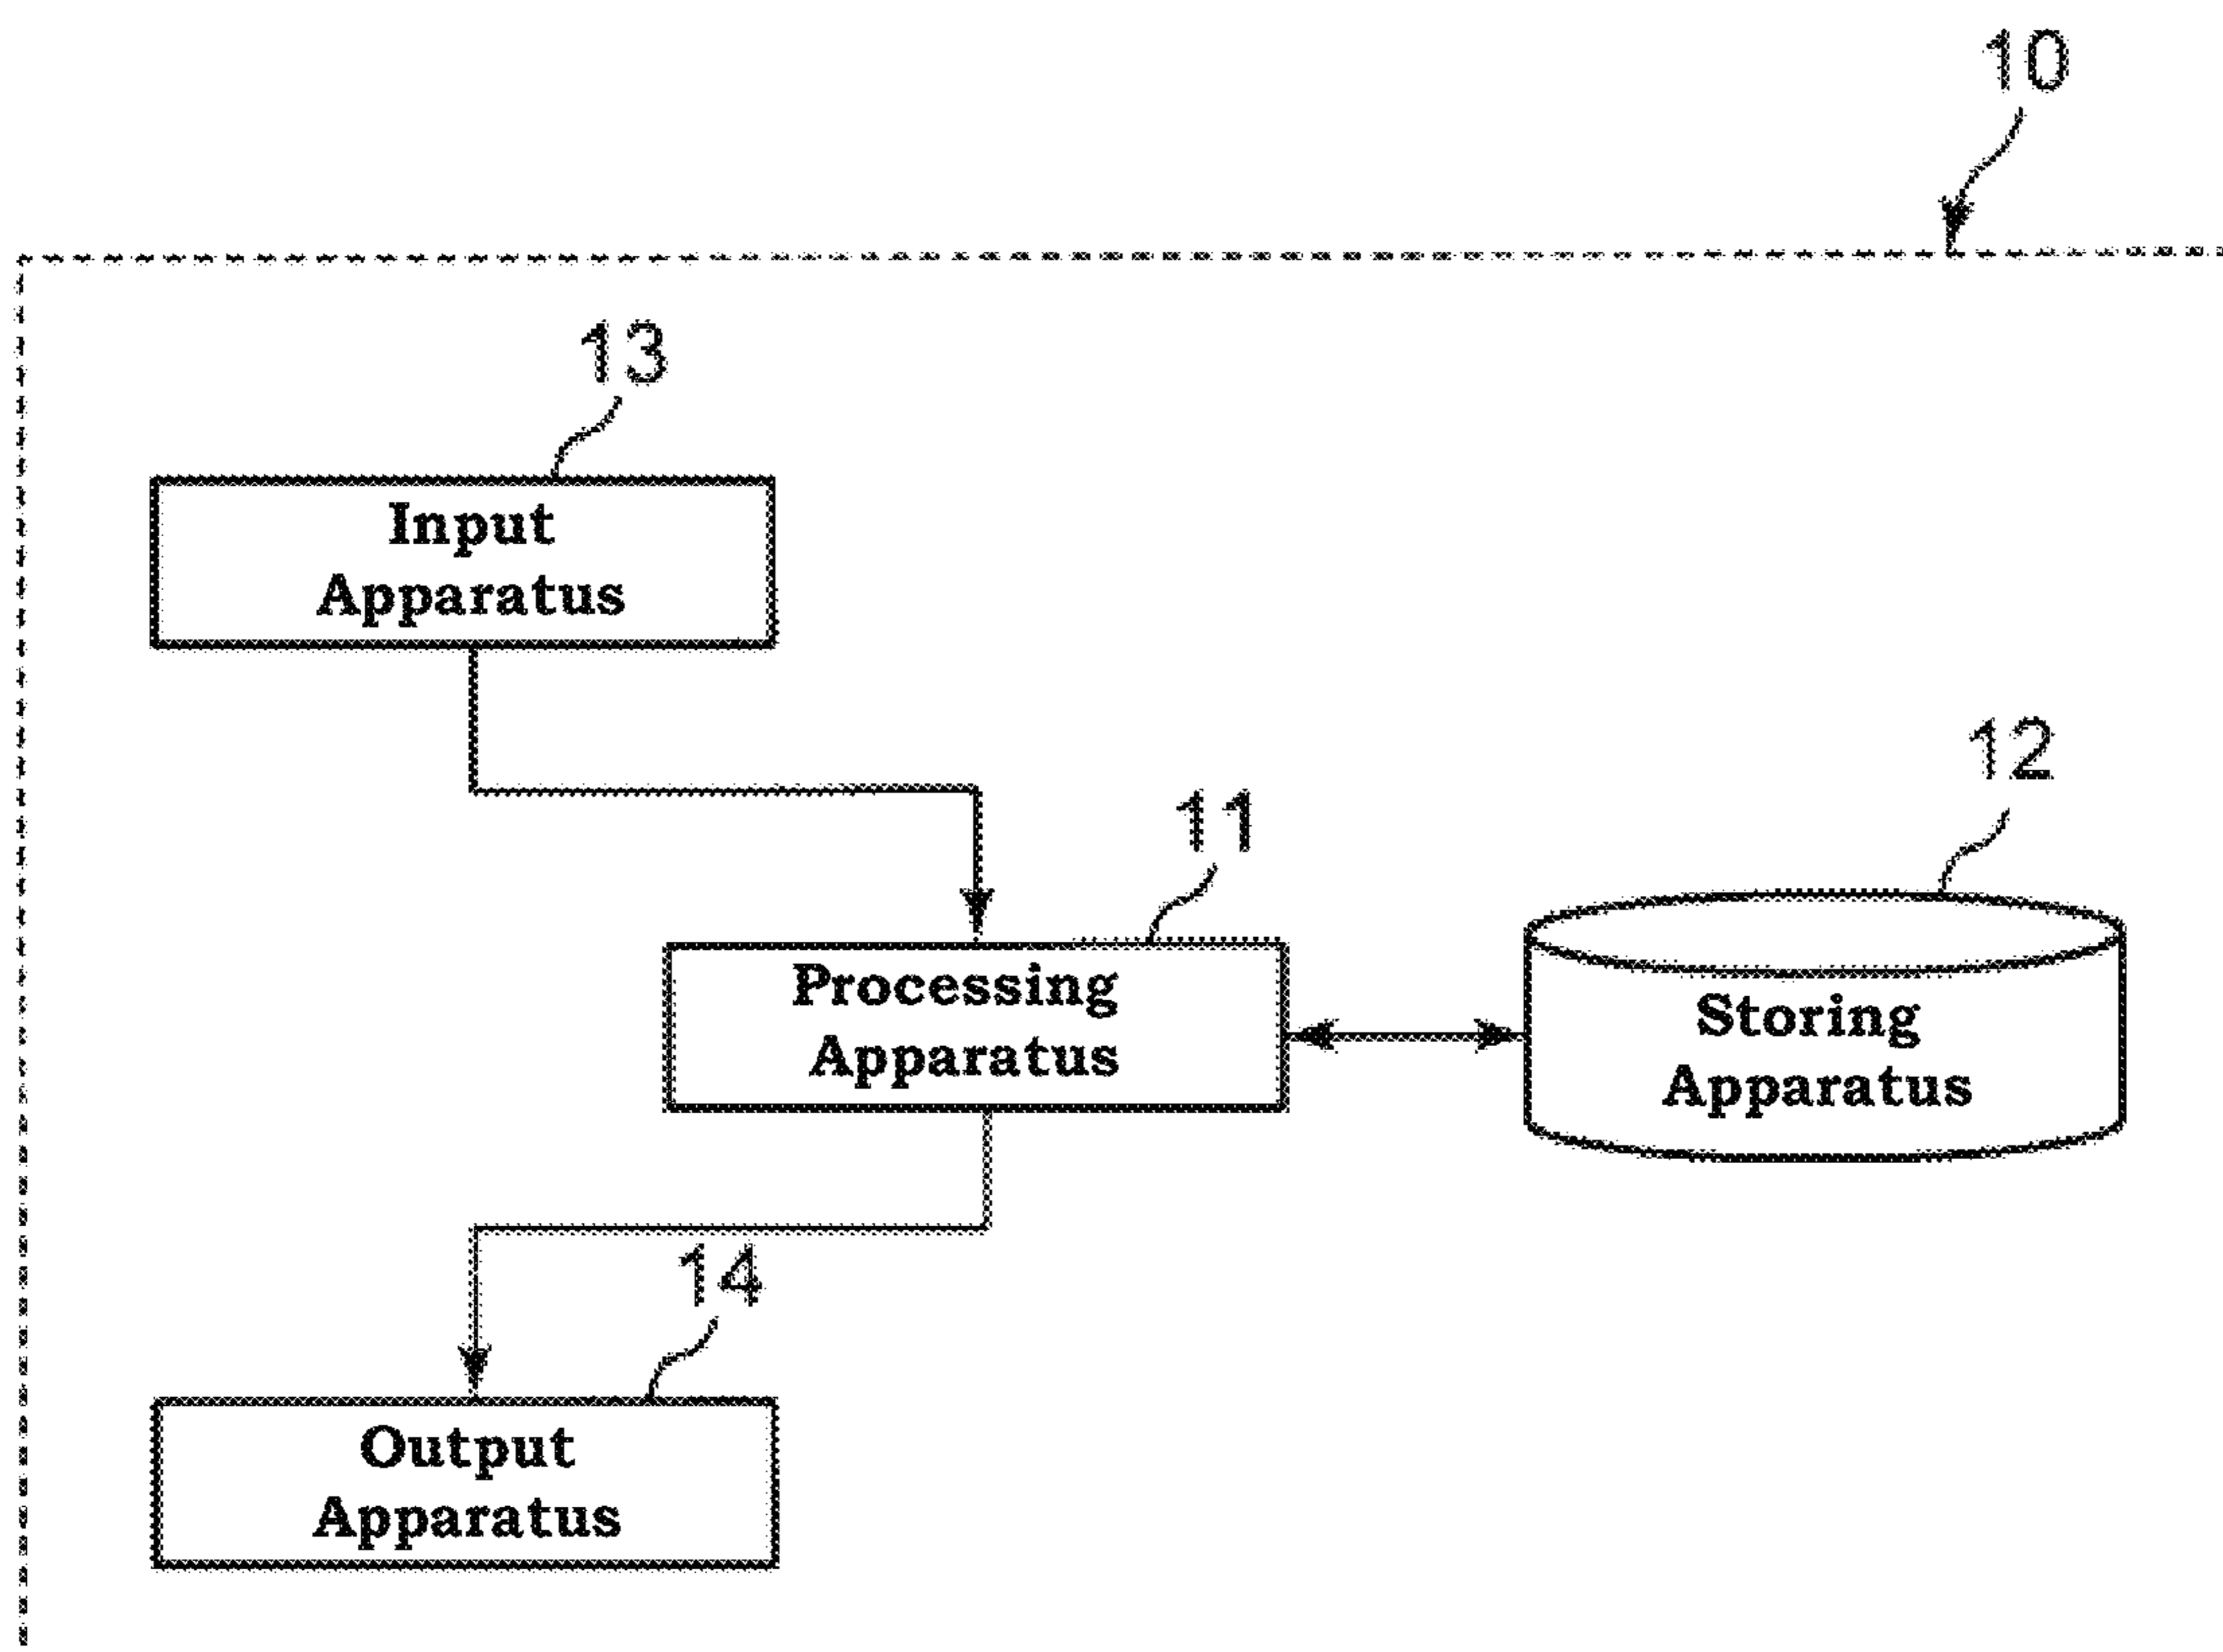 10
13
Input
Apparatus
12
11
Processing
Apparatus
Storing
Apparatus
14
Output
Apparatus